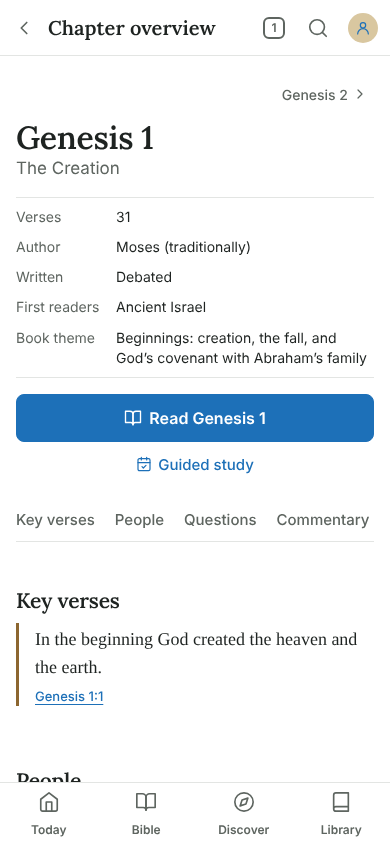 Chapter overview
1
Genesis 2
Genesis 1
The Creation
Verses 31
Author Moses (traditionally)
Written Debated
First readers Ancient Israel
Book theme Beginnings: creation, the fall, and
God’s covenant with Abraham’s family
Read Genesis 1
Guided study
Key verses People Questions Commentary
Key verses
In the beginning God created the heaven and
the earth.
Genesis 1:1
People
Today Bible Discover Library